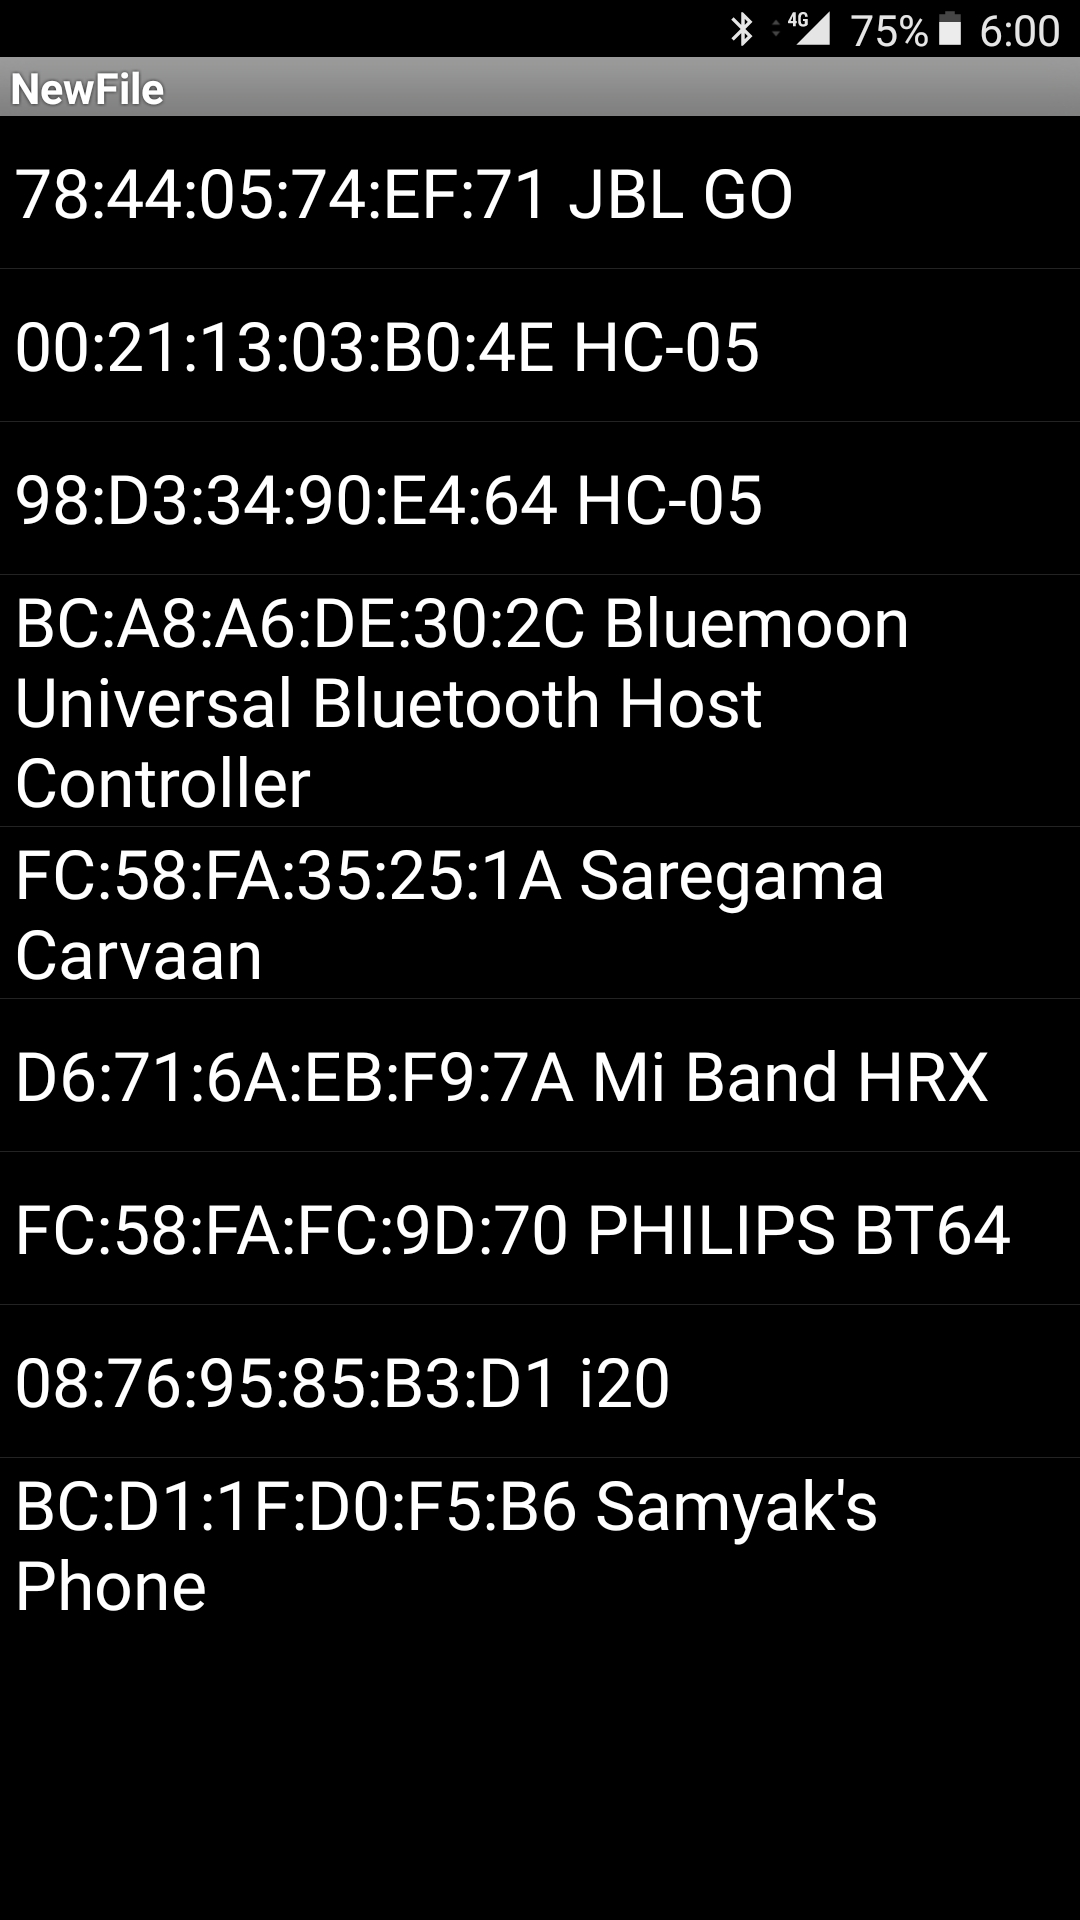 4G 75% 6:00
NewFile
78:44:05:74:EF:71 JBL GO
00:21:13:03:B0:4E HC-05
98:D3:34:90:E4:64 HC-05
BC:A8:A6:DE:30:2C Bluemoon
Universal Bluetooth Host
Controller
FC:58:FA:35:25:1A Saregama
Carvaan
D6:71:6A:EB:F9:7A Mi Band HRX
FC:58:FA:FC:9D:70 PHILIPS BT64
08:76:95:85:B3:D1 i20
BC:D1:1F:D0:F5:B6 Samyak's
Phone